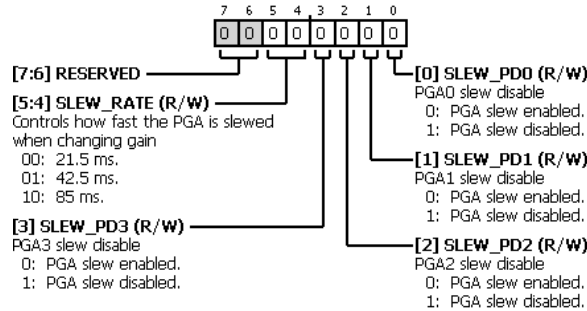 7 6 5 4 3 2 1 0
0 0 0 0 0 0 0 0
[7:6] RESERVED
[5:4] SLEW_RATE (R/W)
Controls how fast the PGA is slewed
when changing gain
00: 21.5 ms.
01: 42.5 ms.
10: 85 ms.
[3] SLEW_PD3 (R/W)
PGA3 slew disable
0: PGA slew enabled.
1: PGA slew disabled.
[0] SLEW_PD0 (R/W)
PGA0 slew disable
0: PGA slew enabled.
1: PGA slew disabled.
[1] SLEW_PD1 (R/W)
PGA1 slew disable
0: PGA slew enabled.
1: PGA slew disabled.
[2] SLEW_PD2 (R/W)
PGA2 slew disable
0: PGA slew enabled.
1: PGA slew disabled.